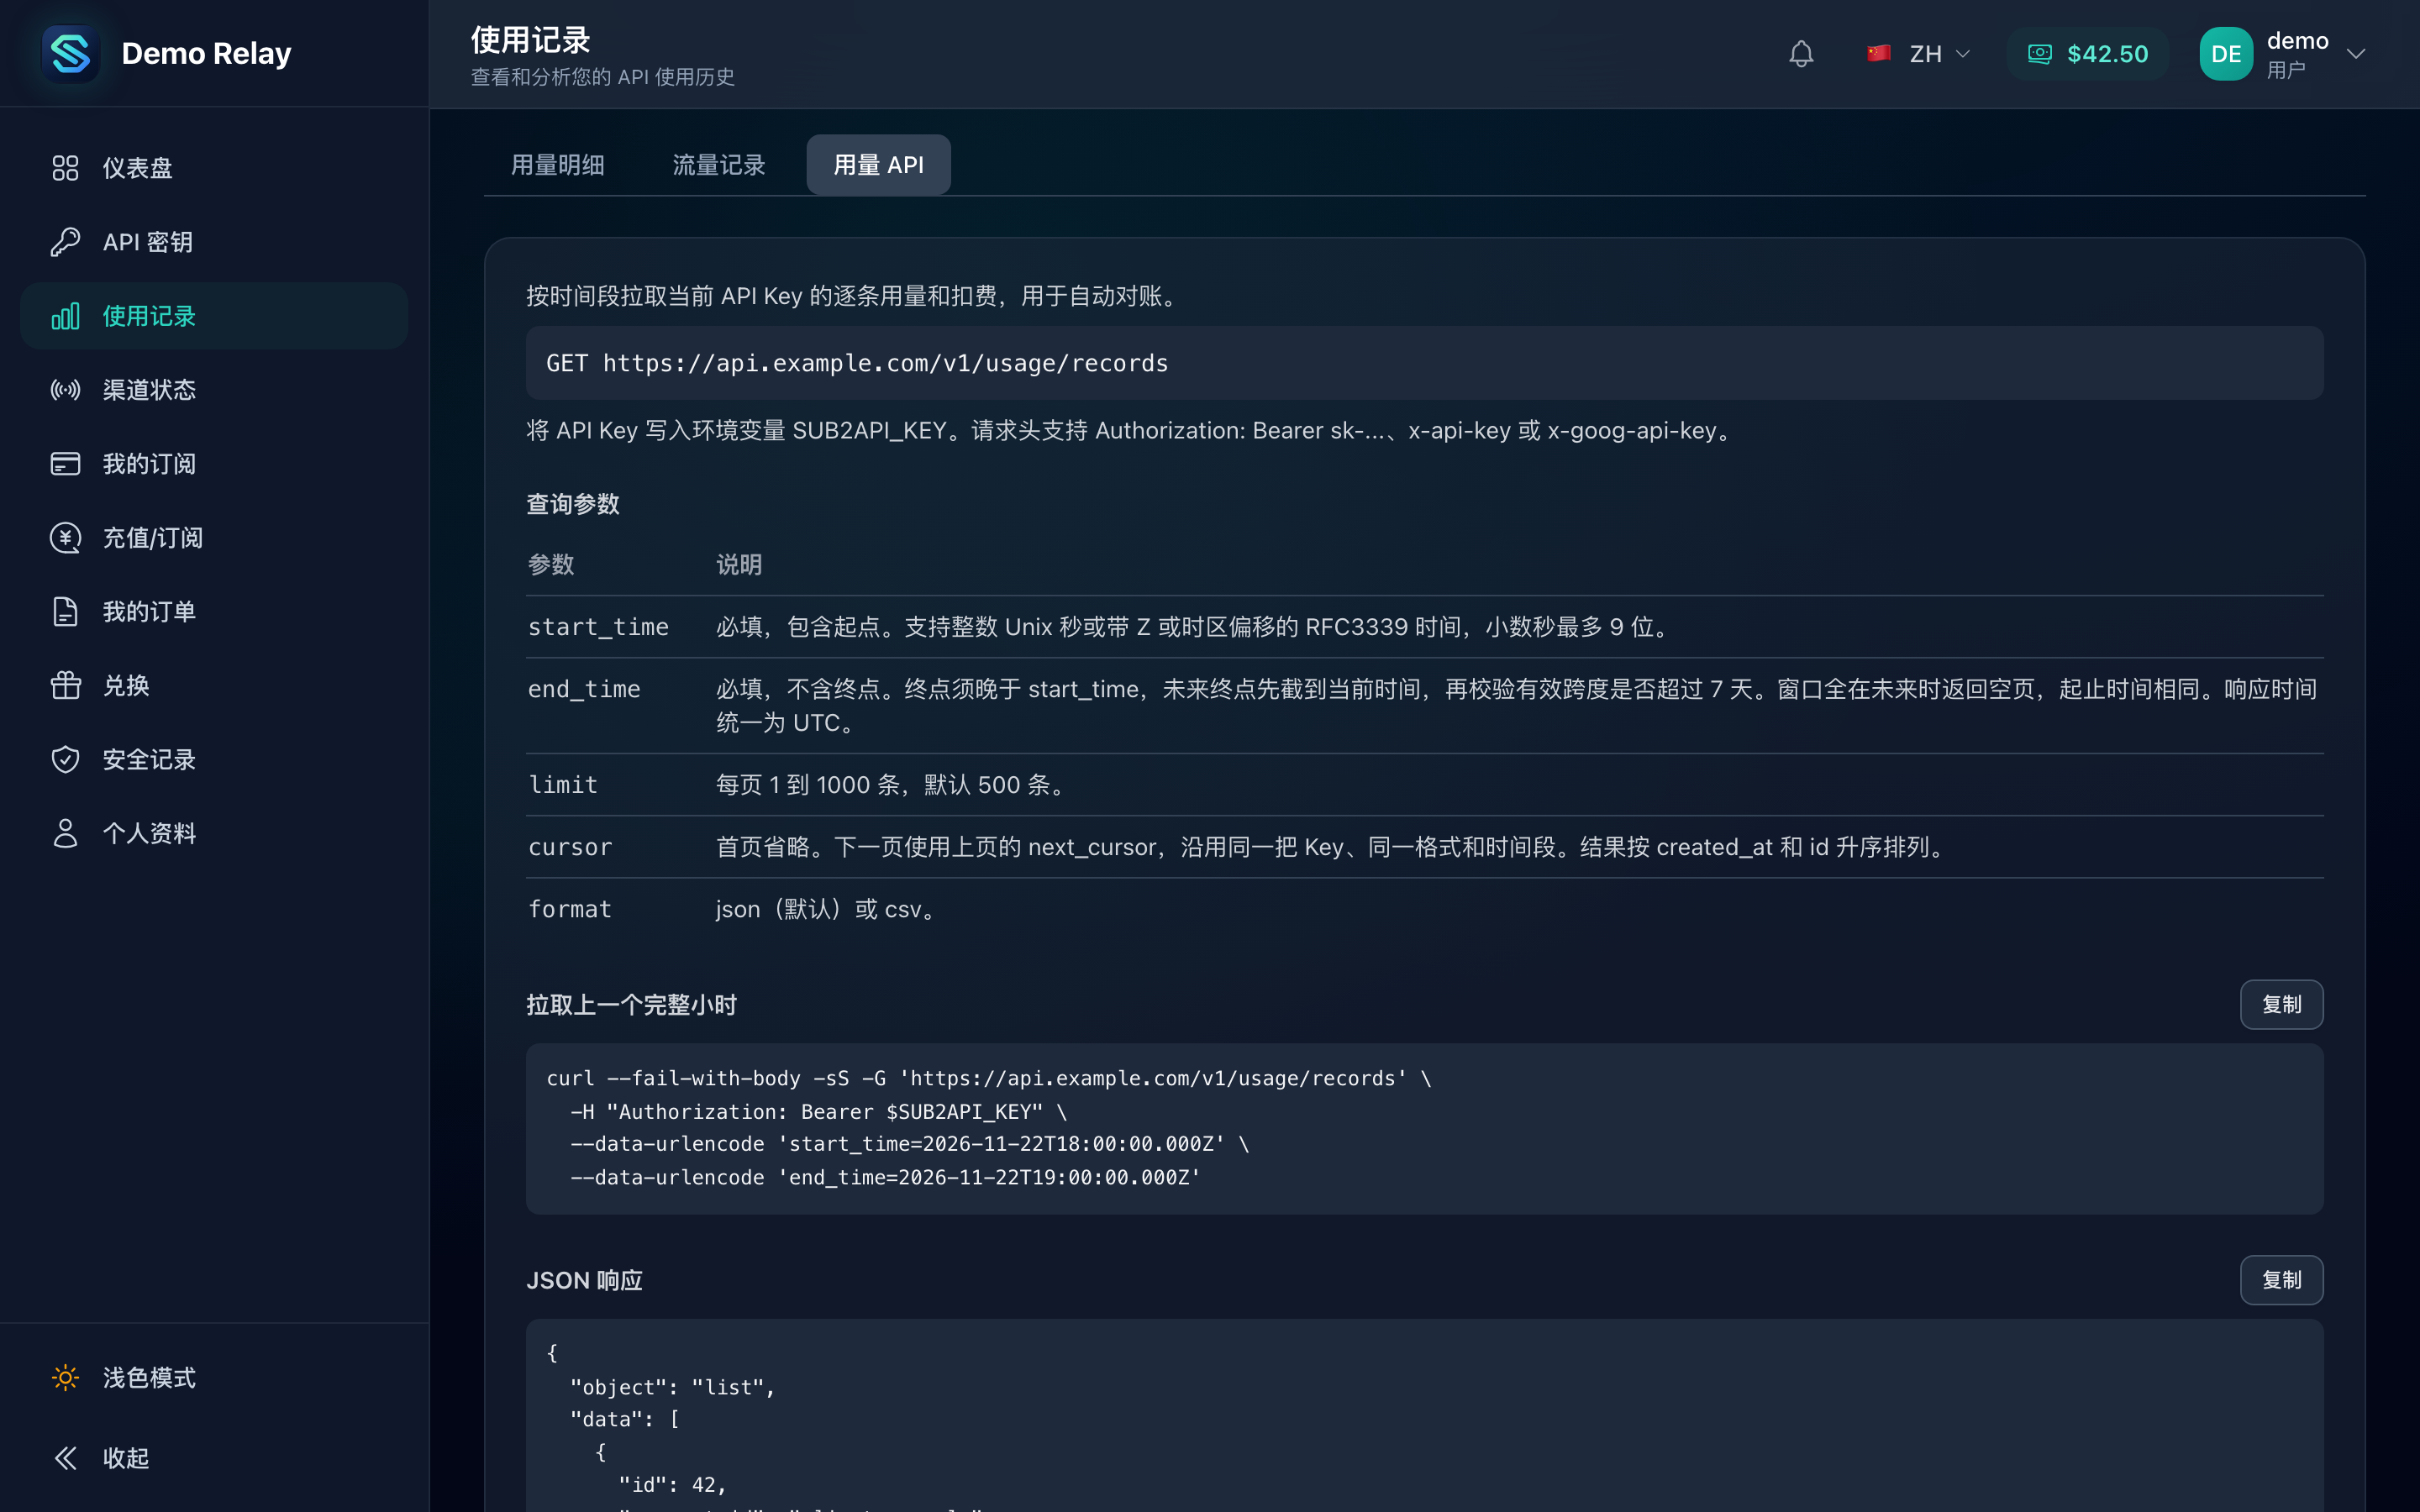 Demo Relay
仪表盘
API 密钥
使用记录
渠道状态
我的订阅
充值/订阅
我的订单
兑换
安全记录
个人资料
浅色模式
收起
使用记录
查看和分析您的 API 使用历史
ZH
$42.50
DE
demo
用户
用量明细
流量记录
用量 API
按时间段拉取当前 API Key 的逐条用量和扣费，用于自动对账。
GET https://api.example.com/v1/usage/records
将 API Key 写入环境变量 SUB2API_KEY。请求头支持 Authorization: Bearer sk-...、x-api-key 或 x-goog-api-key。
查询参数
参数 说明
start_time 必填，包含起点。支持整数 Unix 秒或带 Z 或时区偏移的 RFC3339 时间，小数秒最多 9 位。
end_time 必填，不含终点。终点须晚于 start_time，未来终点先截到当前时间，再校验有效跨度是否超过 7 天。窗口全在未来时返回空页，起止时间相同。响应时间
统一为 UTC。
limit 每页 1 到 1000 条，默认 500 条。
cursor 首页省略。下一页使用上页的 next_cursor，沿用同一把 Key、同一格式和时间段。结果按 created_at 和 id 升序排列。
format json（默认）或 csv。
拉取上一个完整小时
复制
curl --fail-with-body -sS -G 'https://api.example.com/v1/usage/records' \
-H "Authorization: Bearer $SUB2API_KEY" \
--data-urlencode 'start_time=2026-11-22T18:00:00.000Z' \
--data-urlencode 'end_time=2026-11-22T19:00:00.000Z'
JSON 响应
复制
{
"object": "list",
"data": [
{
"id": 42,